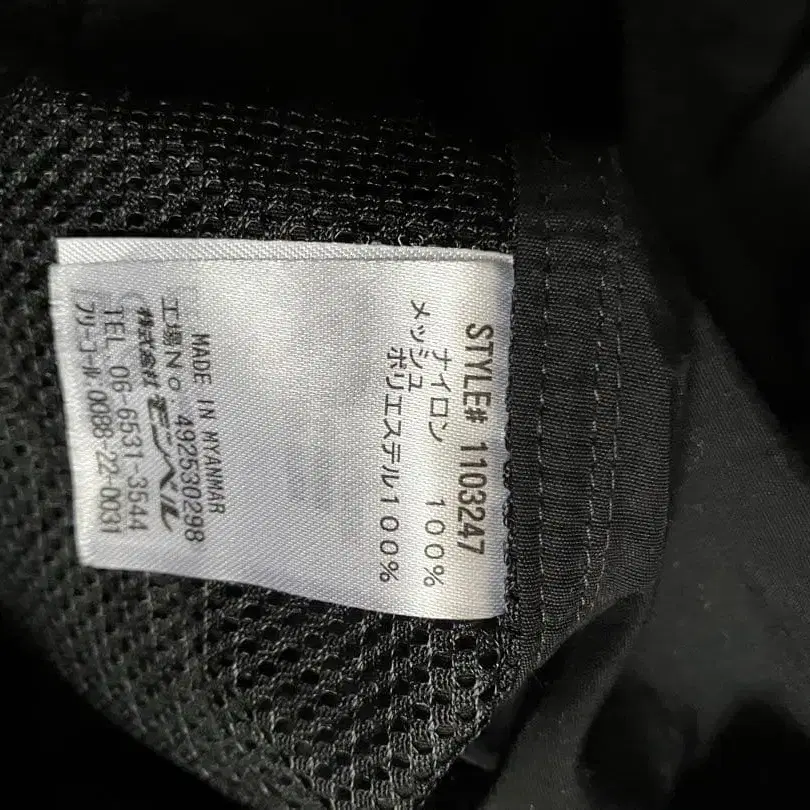 STYLE# 1103247
ナイロン 100%
メッシュ
ポリエステル100%
MADE IN MYANMAR
工場No 492530298
株式会社 モンベル
TEL 06-6531-3544
フリーコール:0088-22-0031